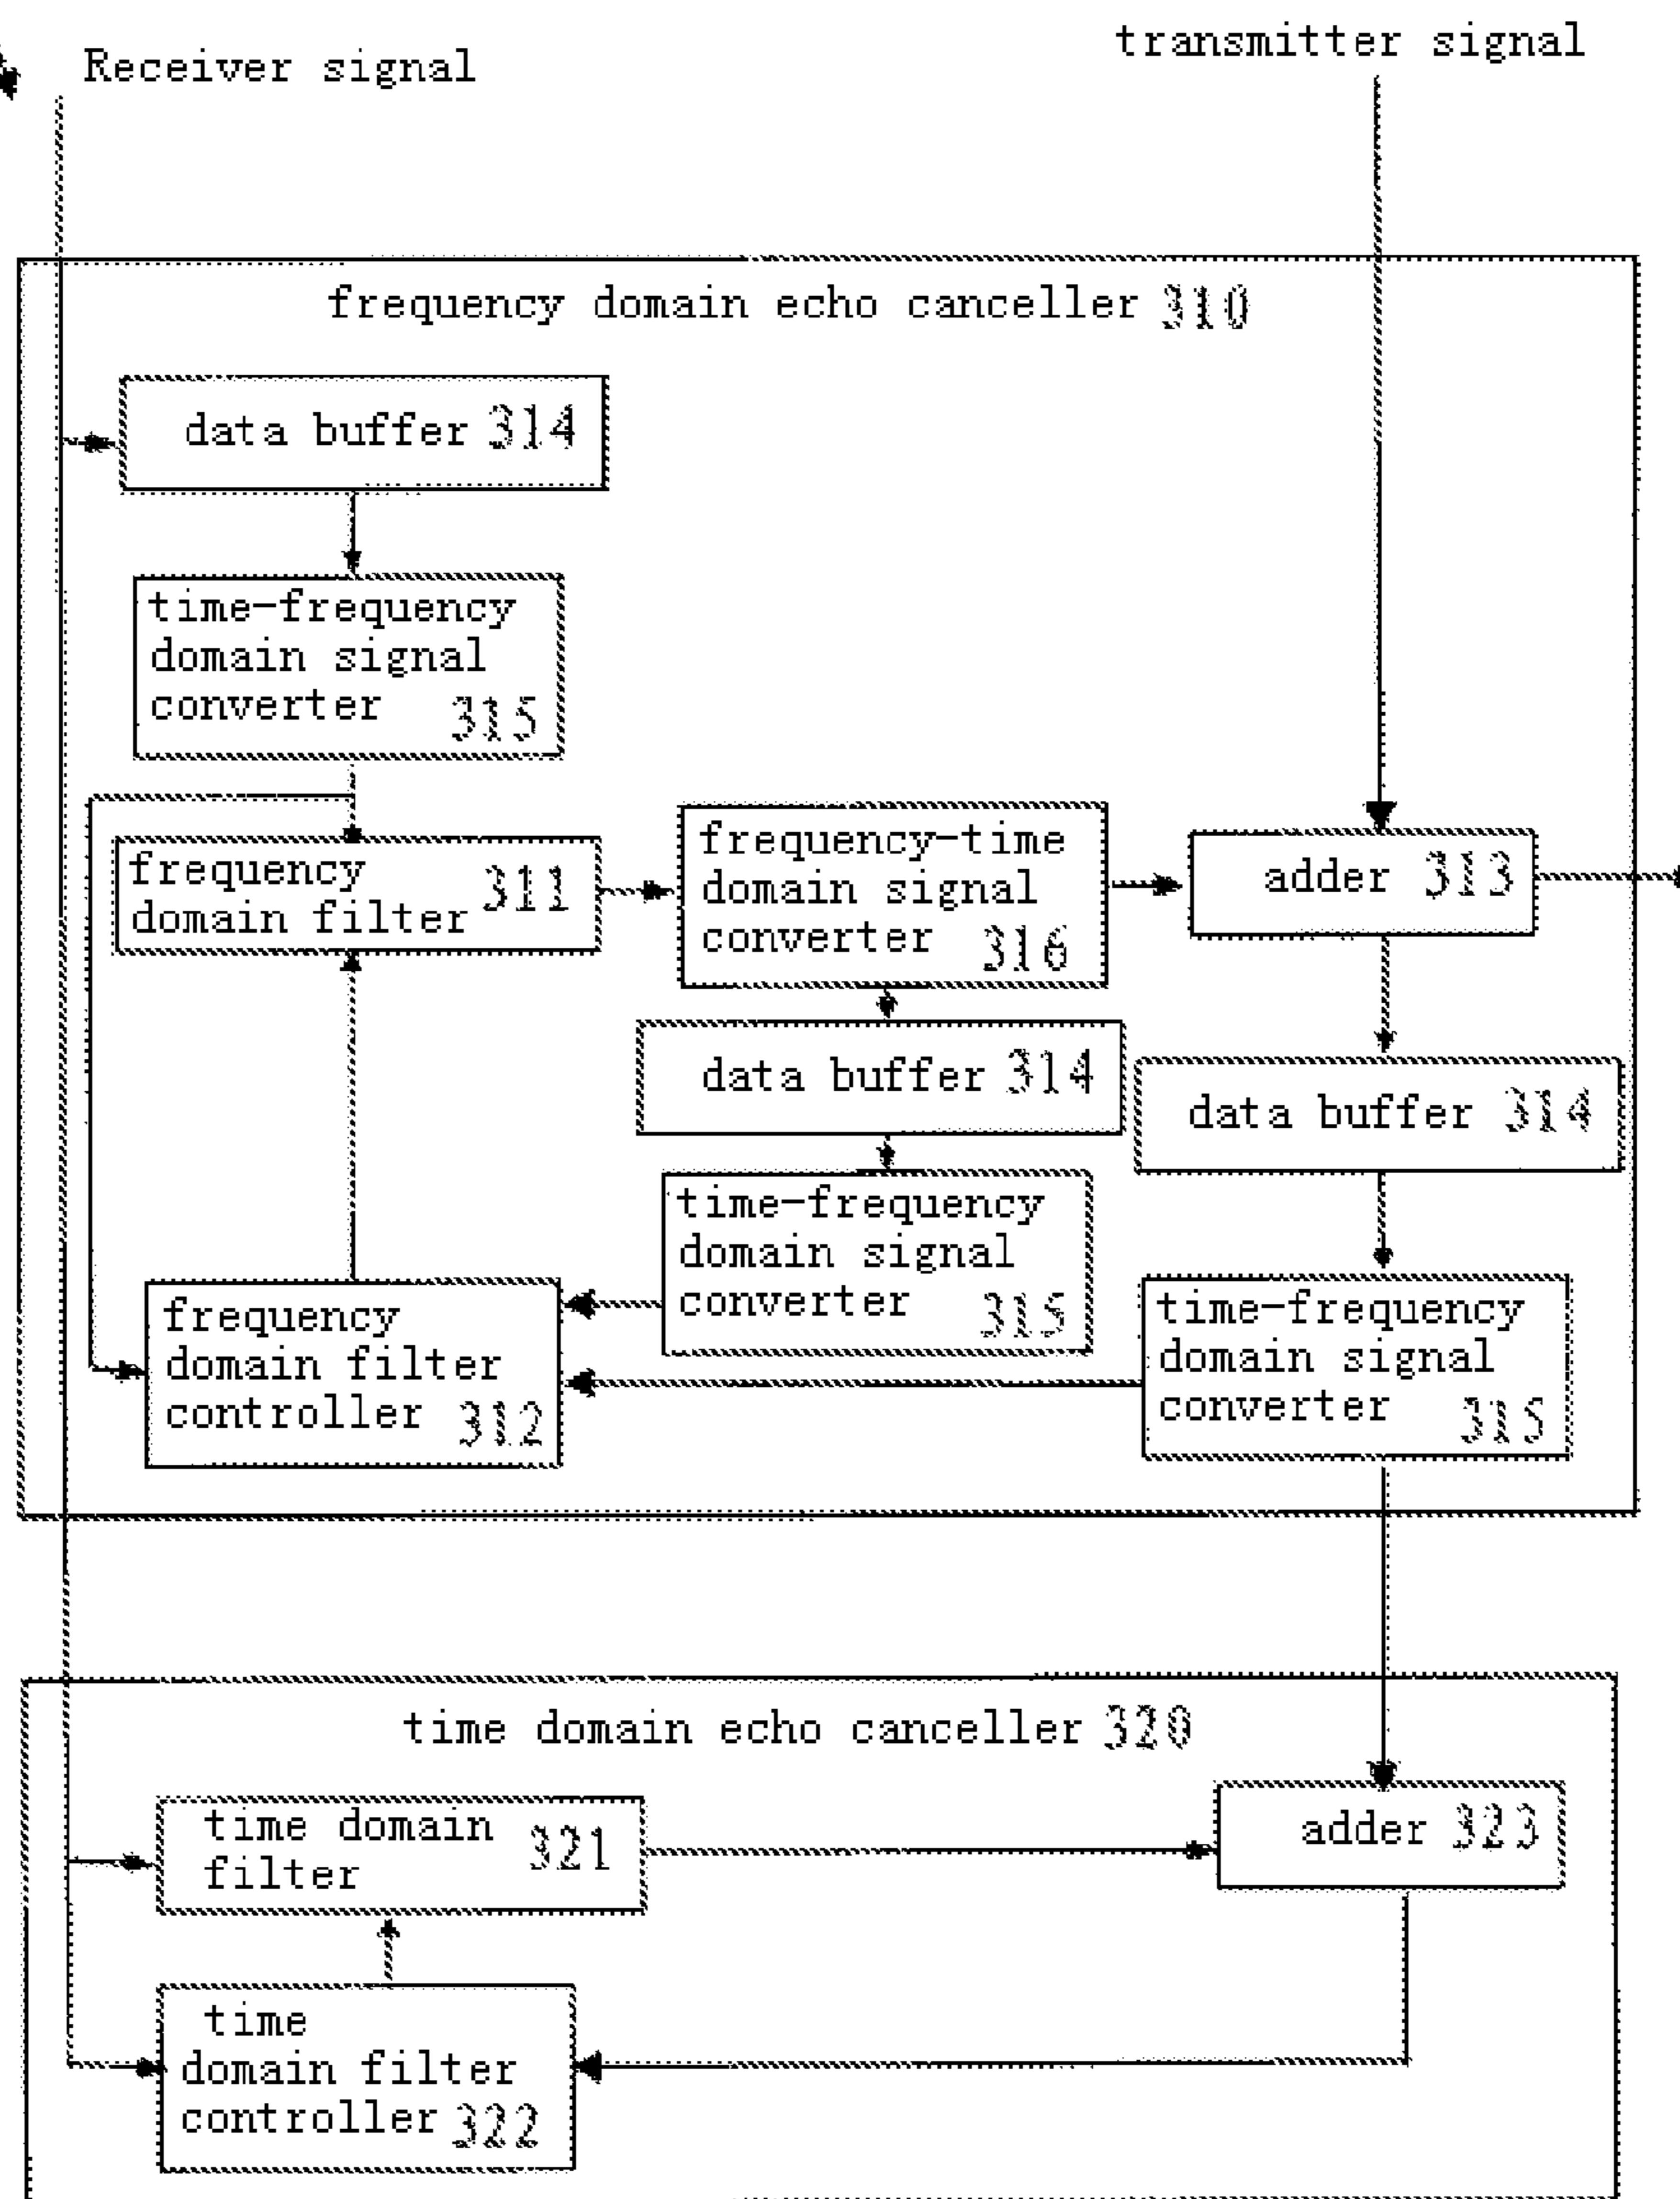 Receiver signal
transmitter signal
frequency domain echo canceller 310
data buffer 314
time-frequency
domain signal
converter 315
frequency
domain filter 311
frequency-time
domain signal
converter 316
adder 313
data buffer 314
data buffer 314
time-frequency
domain signal
converter 315
frequency
domain filter
controller 312
time-frequency
domain signal
converter 315
time domain echo canceller 320
time domain
filter 321
adder 323
time
domain filter
controller 322